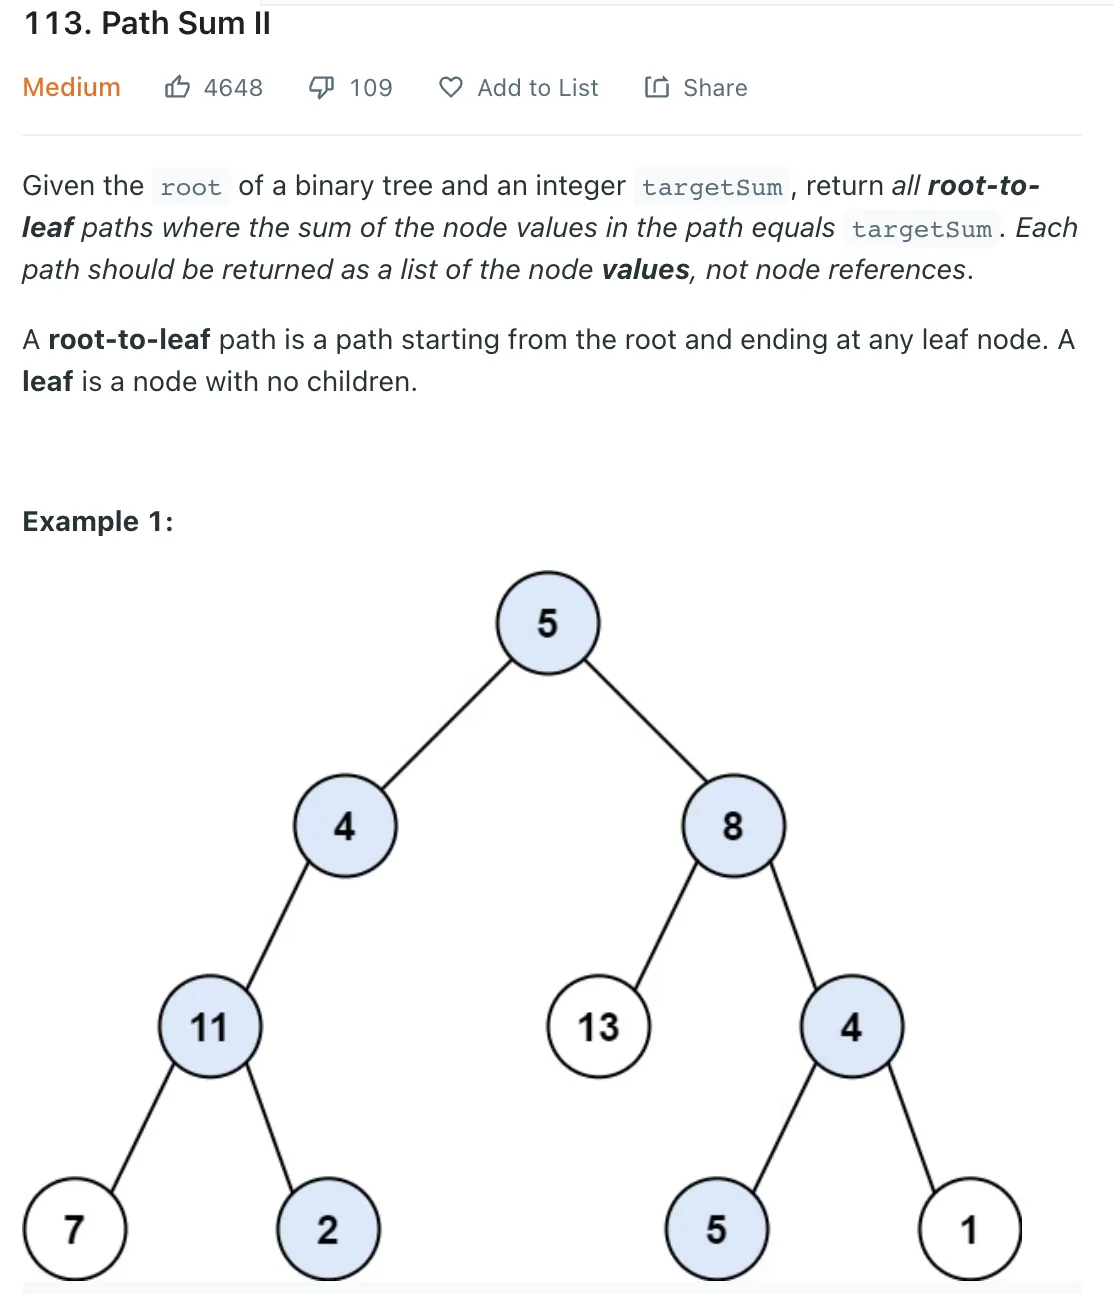 113. Path Sum II
Medium 4648 109 Add to List Share
Given the root of a binary tree and an integer targetSum, return all root-to-
leaf paths where the sum of the node values in the path equals targetSum. Each
path should be returned as a list of the node values, not node references.
A root-to-leaf path is a path starting from the root and ending at any leaf node. A
leaf is a node with no children.
Example 1:
5
4 8
11 13 4
7 2 5 1